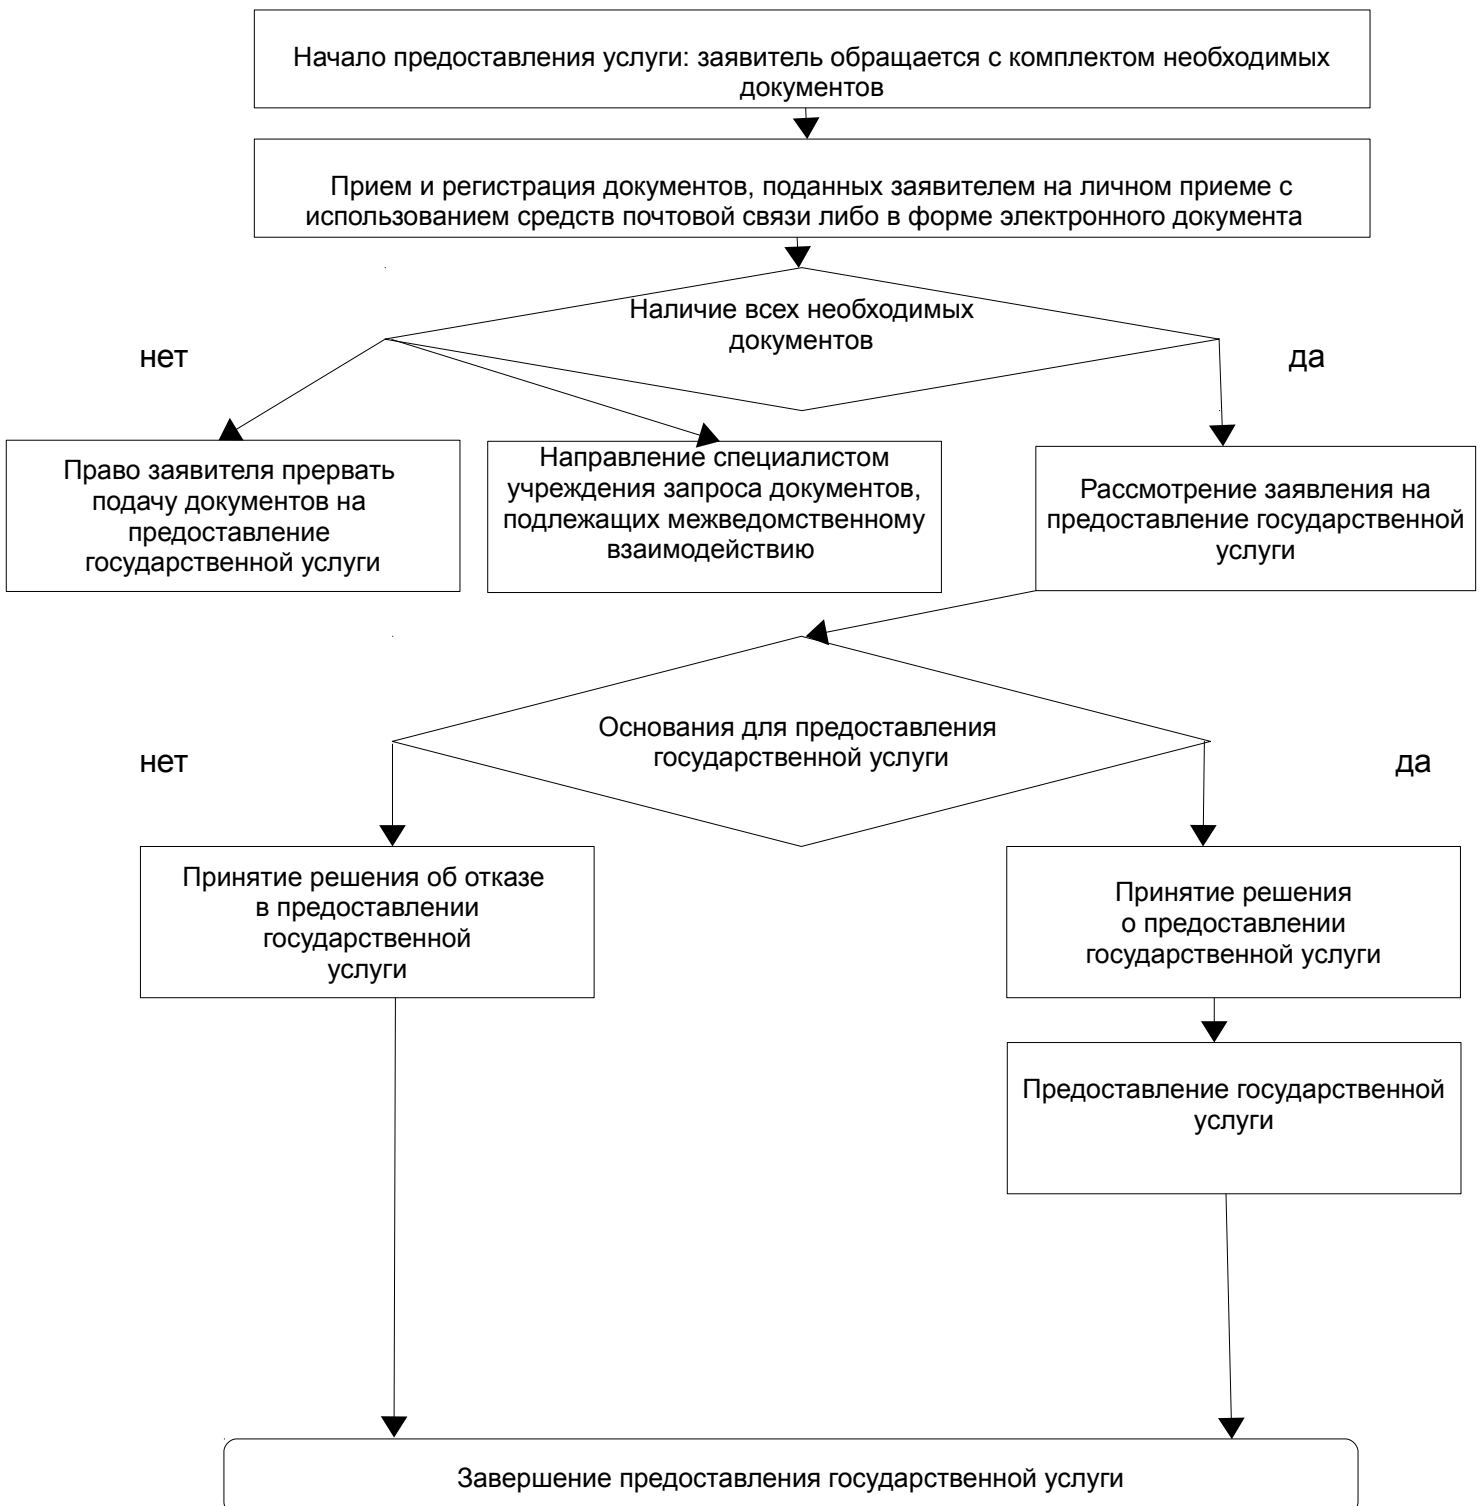 Начало предоставления услуги: заявитель обращается с комплектом необходимых
документов
Прием и регистрация документов, поданных заявителем на личном приеме с
использованием средств почтовой связи либо в форме электронного документа
Наличие всех необходимых
документов
нет
да
Право заявителя прервать
подачу документов на
предоставление
государственной услуги
Направление специалистом
учреждения запроса документов,
подлежащих межведомственному
взаимодействию
Рассмотрение заявления на
предоставление государственной
услуги
Основания для предоставления
государственной услуги
нет
да
Принятие решения об отказе
в предоставлении
государственной
услуги
Принятие решения
о предоставлении
государственной услуги
Предоставление государственной
услуги
Завершение предоставления государственной услуги